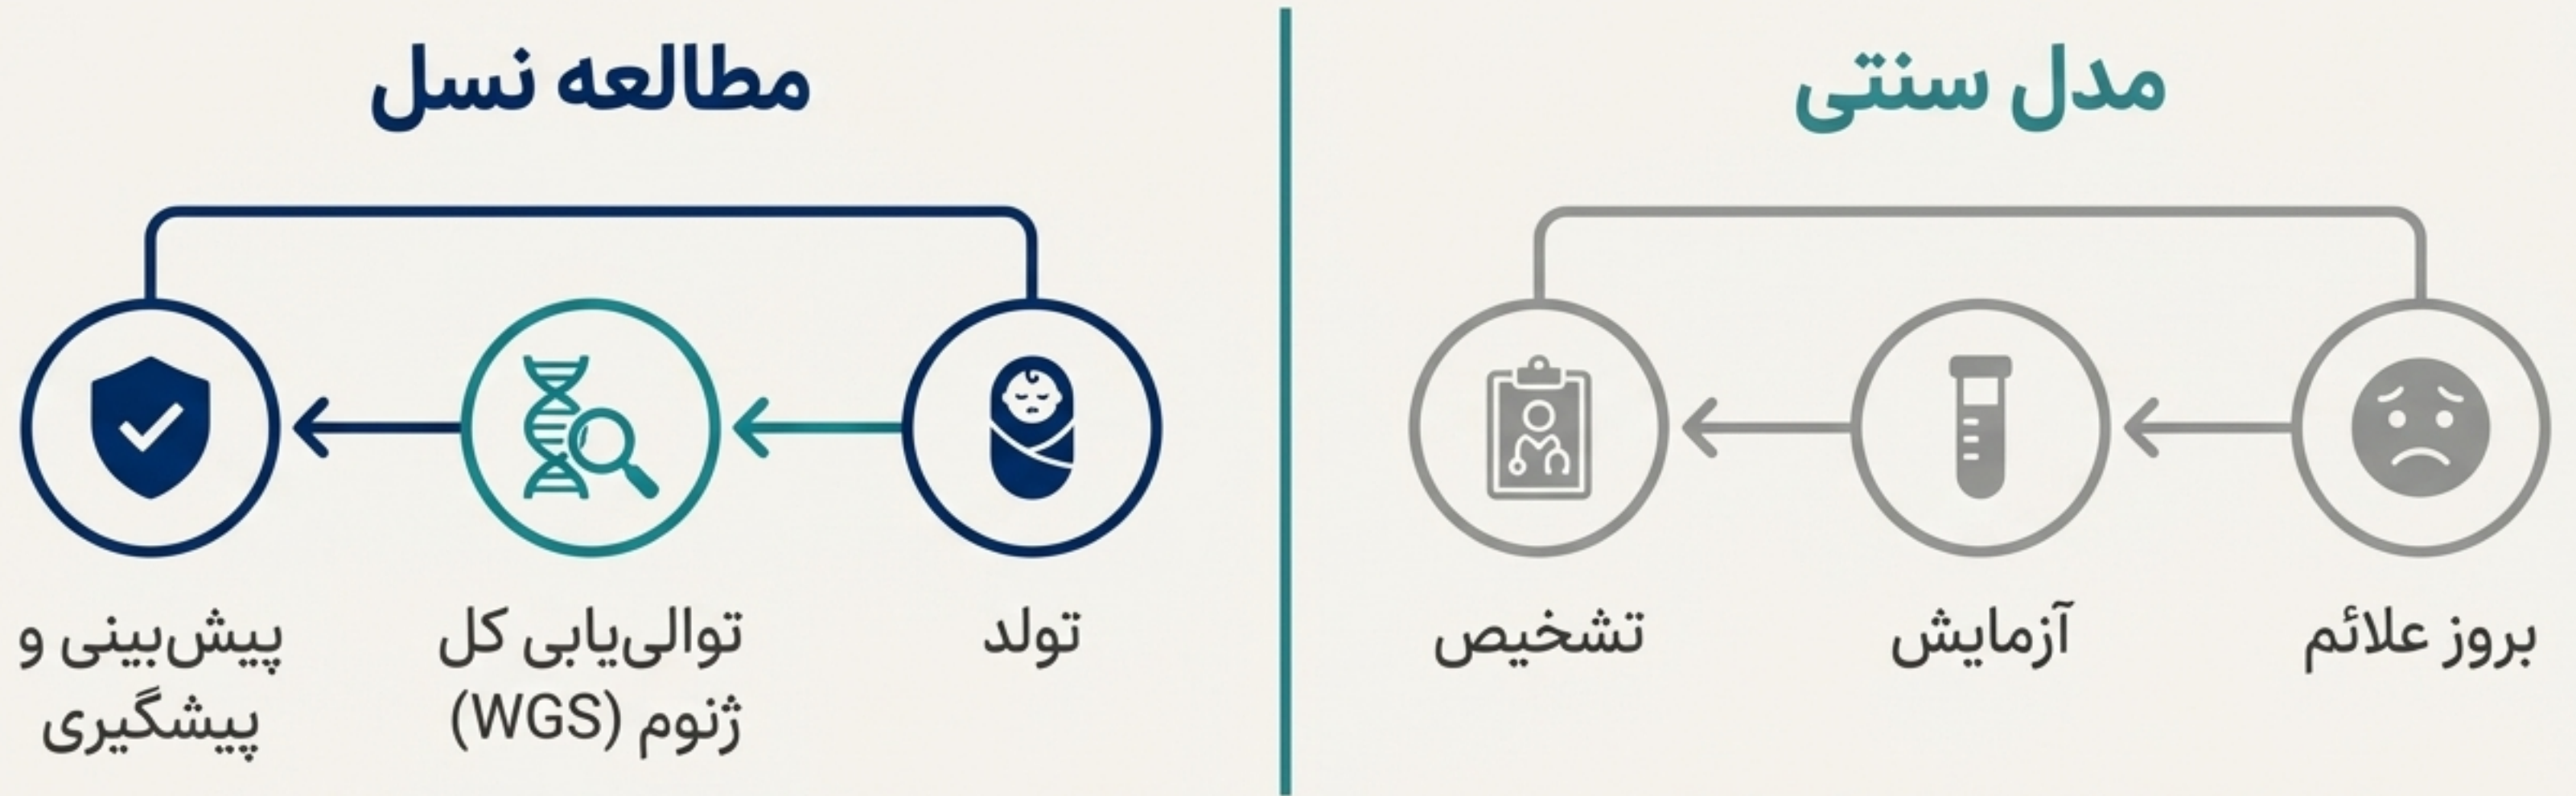 مدل سنتی
بروز علائم
آزمایش
تشخیص
مطالعه نسل
تولد
توالی‌یابی کل
ژنوم (WGS)
پیش‌بینی و
پیشگیری